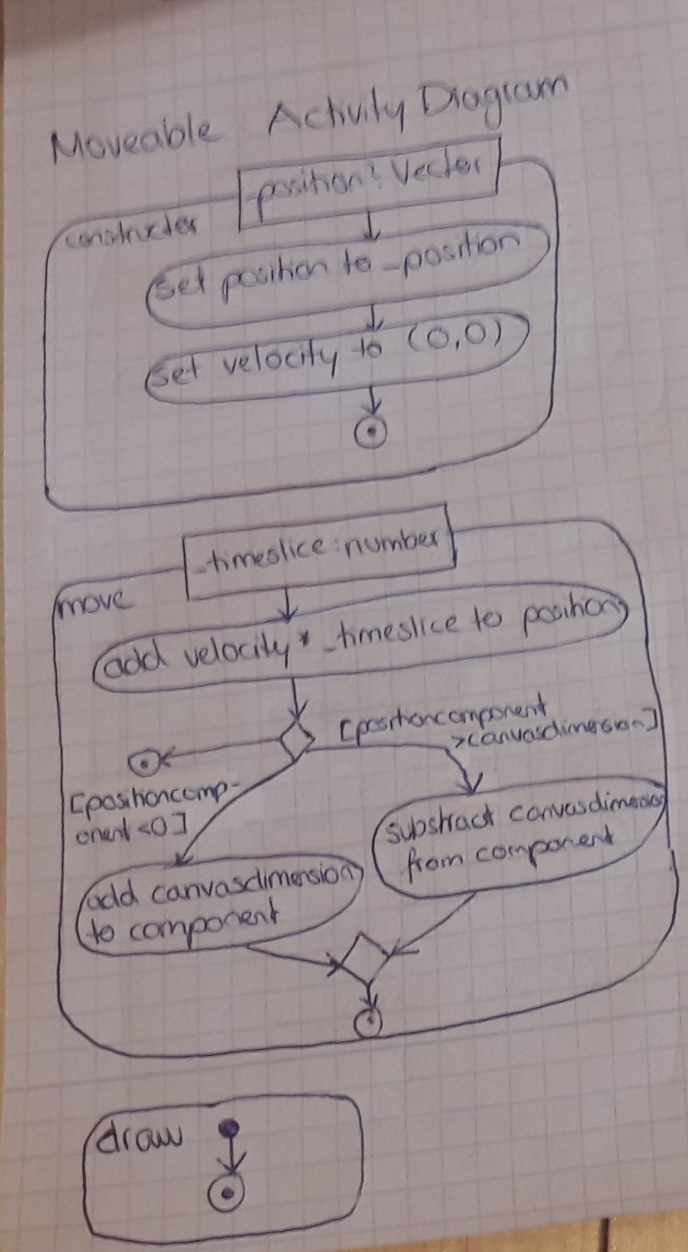 Moveable Activity Diagram
_position: Vector
constructer
set position to _position
set velocity to (0,0)
_timeslice:number
move
add velocity * _timeslice to position
[positioncomponent
>canvasdimension]
[positioncomp-
onent<0]
substract canvasdimension
from component
add canvasdimension
to component
draw